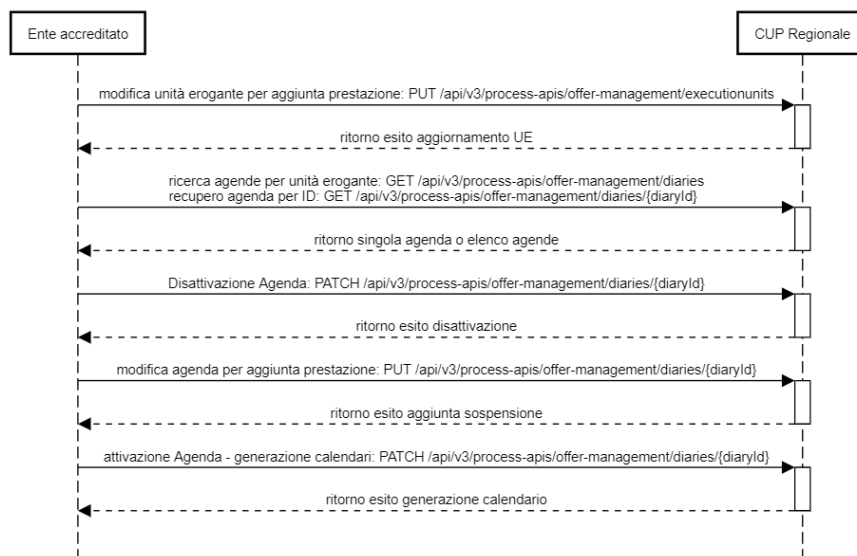 Ente accreditato
CUP Regionale
modifica unità erogante per aggiunta prestazione: PUT /api/v3/process-apis/offer-management/executionunits
ritorno esito aggiornamento UE
ricerca agende per unità erogante: GET /api/v3/process-apis/offer-management/diaries
recupero agenda per ID: GET /api/v3/process-apis/offer-management/diaries/{diaryId}
ritorno singola agenda o elenco agende
Disattivazione Agenda: PATCH /api/v3/process-apis/offer-management/diaries/{diaryId}
ritorno esito disattivazione
modifica agenda per aggiunta prestazione: PUT /api/v3/process-apis/offer-management/diaries/{diaryId}
ritorno esito aggiunta sospensione
attivazione Agenda - generazione calendari: PATCH /api/v3/process-apis/offer-management/diaries/{diaryId}
ritorno esito generazione calendario